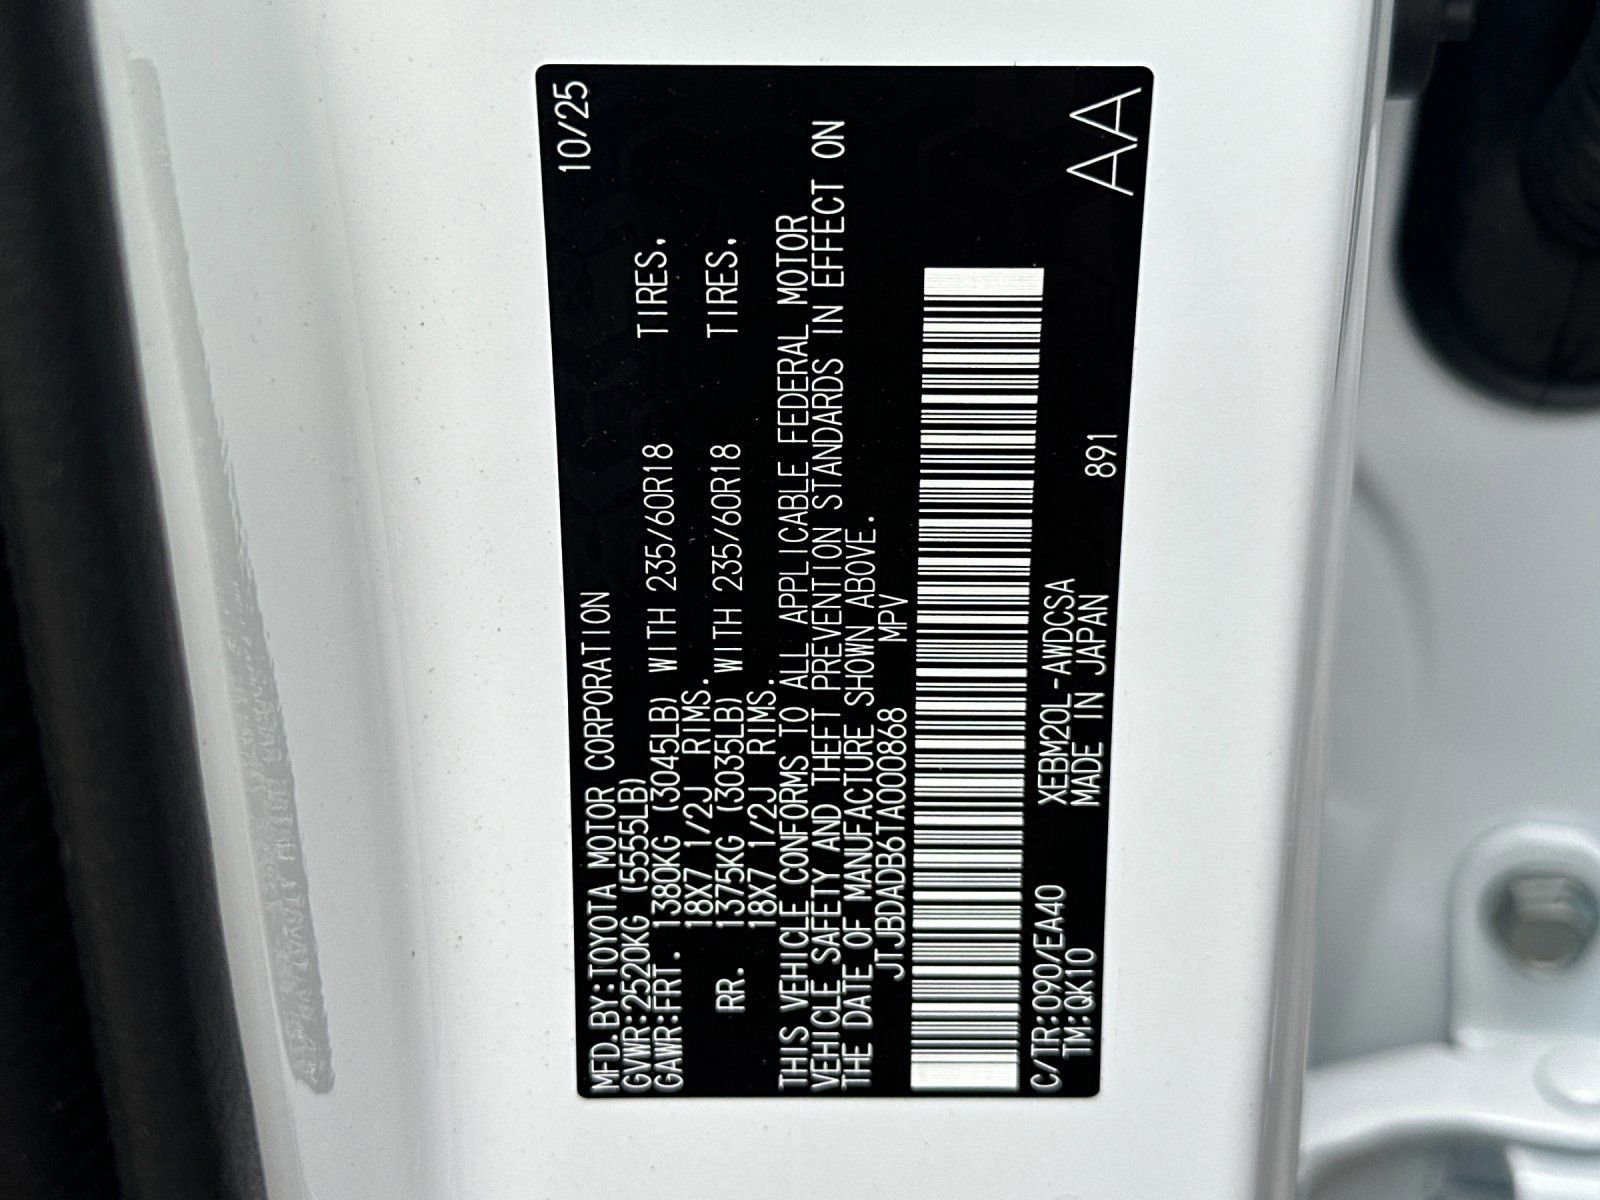 MFD.BY:TOYOTA MOTOR CORPORATION 10/25
GVWR:2520KG (5555LB)
GAWR:FRT. 1380KG (3045LB) WITH 235/60R18 TIRES.
18X7 1/2J RIMS.
RR. 1375KG (3035LB) WITH 235/60R18 TIRES.
18X7 1/2J RIMS.
THIS VEHICLE CONFORMS TO ALL APPLICABLE FEDERAL MOTOR
VEHICLE SAFETY AND THEFT PREVENTION STANDARDS IN EFFECT ON
THE DATE OF MANUFACTURE SHOWN ABOVE.
JTJBDADB6TA000868 MPV
C/TR:090/EA40 XEBM20L-AWDCSA
TM:QK10 MADE IN JAPAN 891 AA